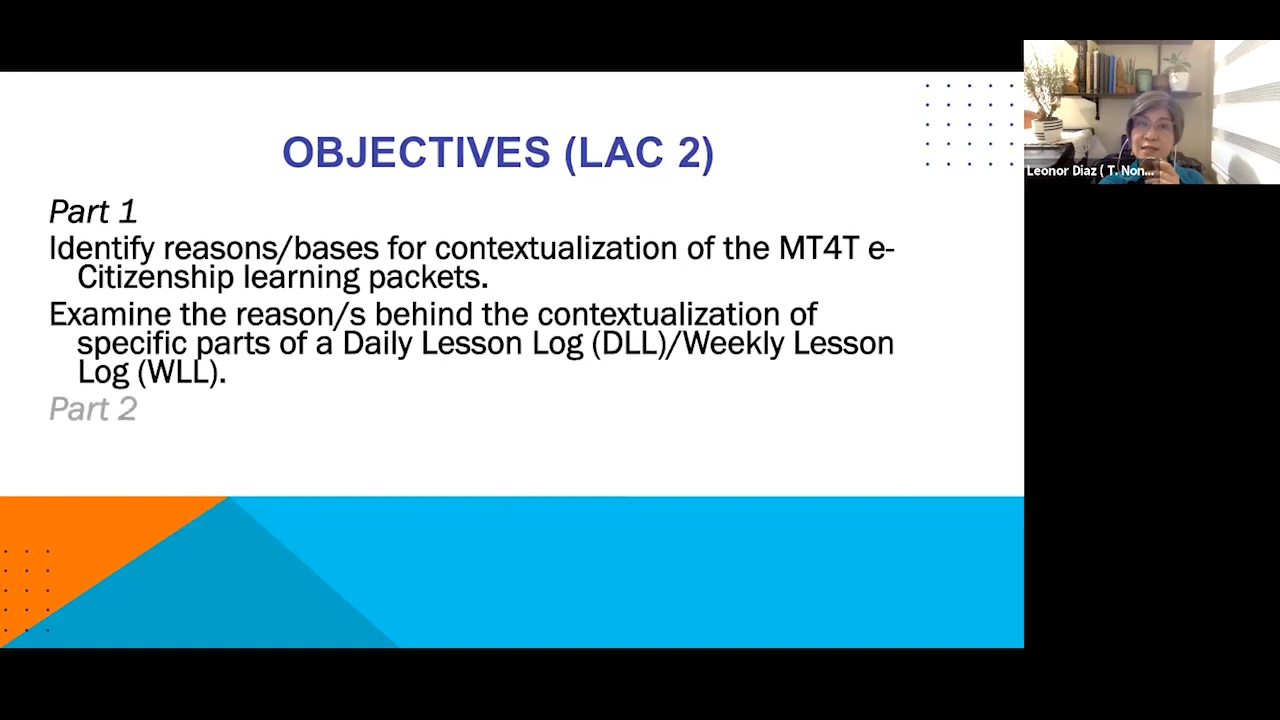 OBJECTIVES (LAC 2)
Part 1
Identify reasons/bases for contextualization of the MT4T e-
Citizenship learning packets.
Examine the reason/s behind the contextualization of
specific parts of a Daily Lesson Log (DLL)/Weekly Lesson
Log (WLL).
Part 2
Leonor Diaz ( T. Non...